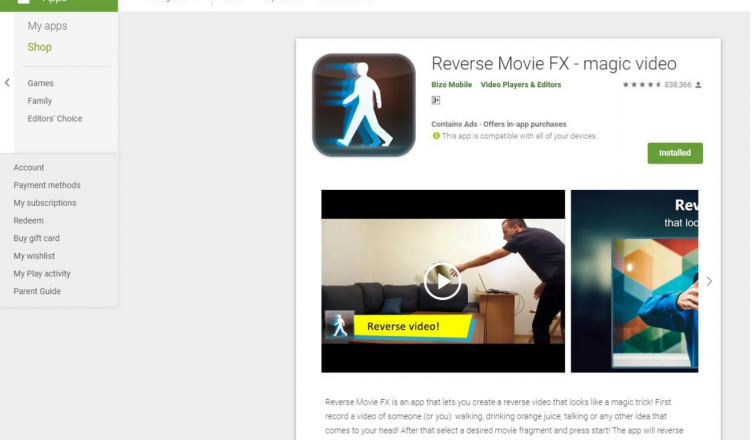 Apps
My apps
Shop
Games
Family
Editors' Choice
Account
Payment methods
My subscriptions
Redeem
Buy gift card
My wishlist
My Play activity
Parent Guide
Reverse Movie FX - magic video
Bizo Mobile Video Players & Editors 838,366
3+
Contains Ads · Offers in-app purchases
This app is compatible with all of your devices.
Installed
Reverse video!
Rev
that loo
Reverse Movie FX is an app that lets you create a reverse video that looks like a magic trick! First
record a video of someone (or you): walking, drinking orange juice, talking or any other idea that
comes to your head! After that select a desired movie fragment and press start! The app will reverse